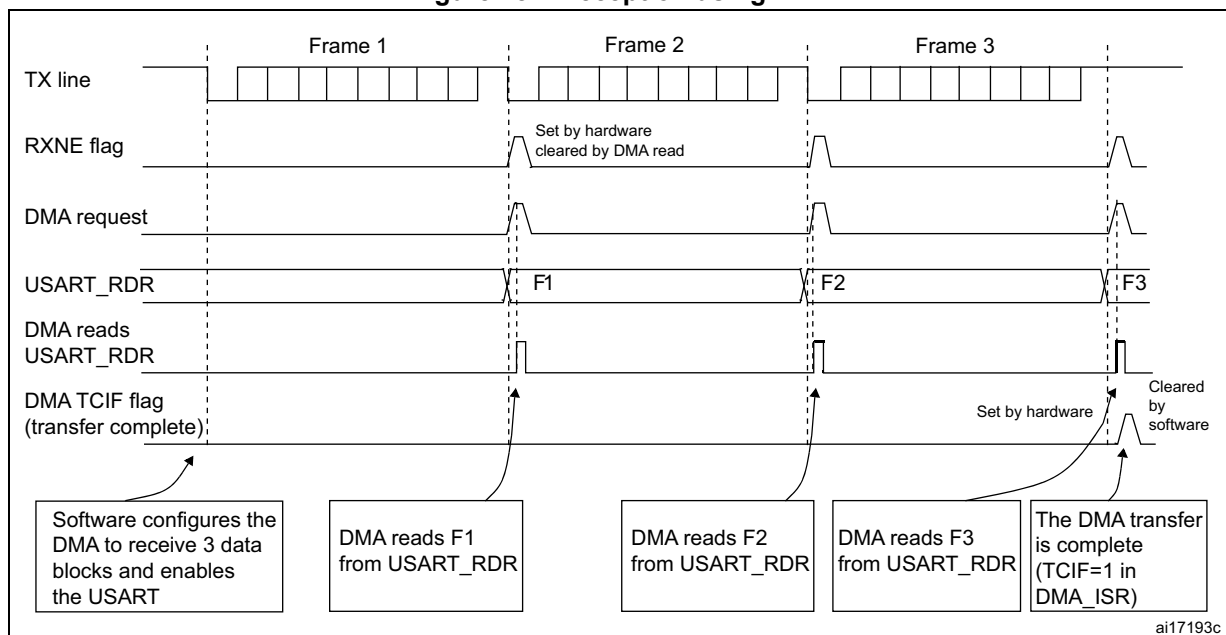 Frame 1
Frame 2
Frame 3
TX line
RXNE flag
Set by hardware
cleared by DMA read
DMA request
USART_RDR
F1
F2
F3
DMA reads
USART_RDR
DMA TCIF flag
(transfer complete)
Set by hardware
Cleared
by
software
Software configures the
DMA to receive 3 data
blocks and enables
the USART
DMA reads F1
from USART_RDR
DMA reads F2
from USART_RDR
DMA reads F3
from USART_RDR
The DMA transfer
is complete
(TCIF=1 in
DMA_ISR)
ai17193c